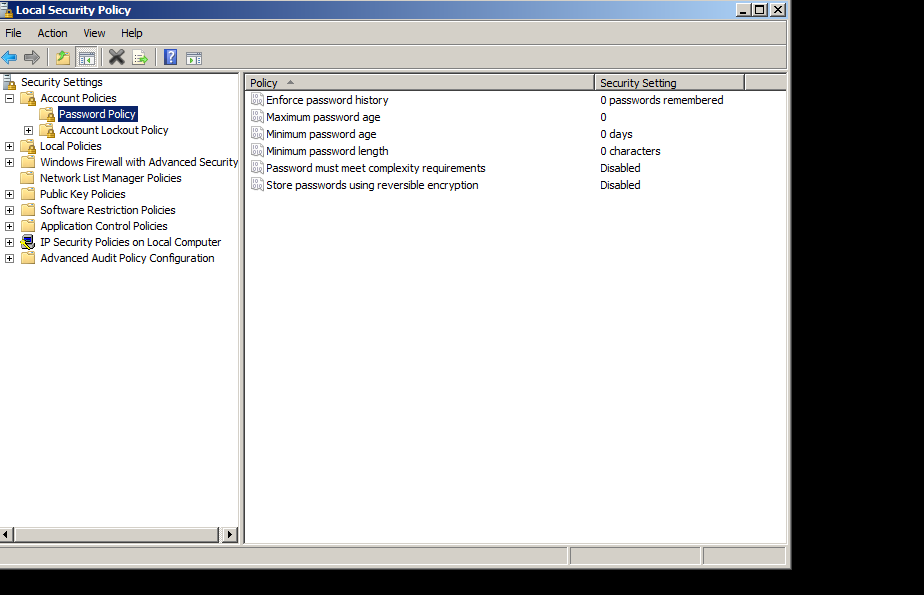 Local Security Policy
File Action View Help
Security Settings
Account Policies
Password Policy
Account Lockout Policy
Local Policies
Windows Firewall with Advanced Security
Network List Manager Policies
Public Key Policies
Software Restriction Policies
Application Control Policies
IP Security Policies on Local Computer
Advanced Audit Policy Configuration
Policy Security Setting
Enforce password history 0 passwords remembered
Maximum password age 0
Minimum password age 0 days
Minimum password length 0 characters
Password must meet complexity requirements Disabled
Store passwords using reversible encryption Disabled